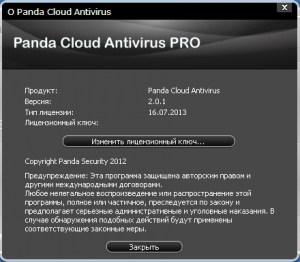 О Panda Cloud Antivirus
Panda Cloud Antivirus PRO
Продукт: Panda Cloud Antivirus
Версия: 2.0.1
Тип лицензии: 16.07.2013
Лицензионный ключ:
Изменить лицензионный ключ...
Copyright Panda Security 2012
Предупреждение: Эта программа защищена авторским правом и
другими международными договорами.
Любое нелегальное воспроизведение или распространение этой
программы, полное или частичное, преследуется по закону и
предполагает серьезные административные и уголовные наказания. В
случае обнаружения подобных действий будут применены
соответствующие законные меры.
Закрыть